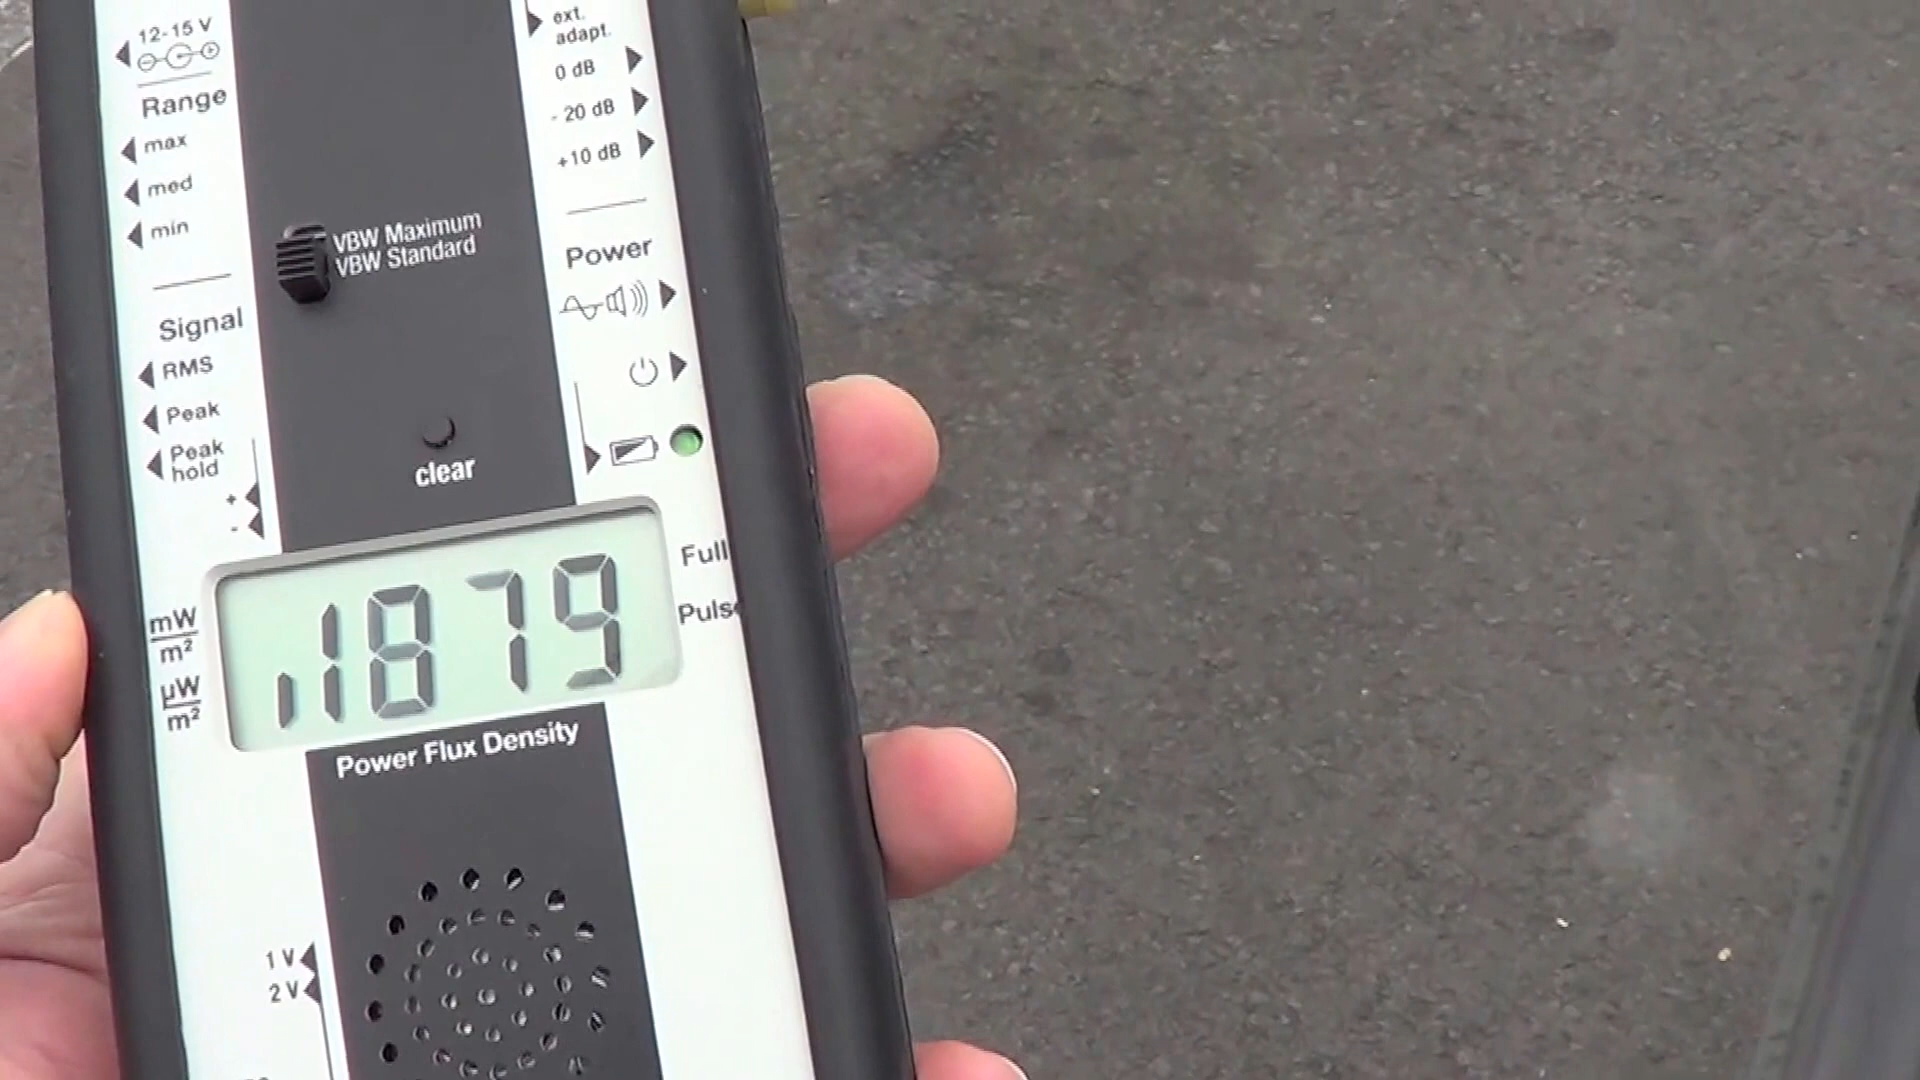 12-15 V
Range
max
med
min
Signal
RMS
Peak
Peak
hold
+
-
VBW Maximum
VBW Standard
clear
ext.
adapt.
0 dB
- 20 dB
+10 dB
Power
Full
Pulse
mW
m²
µW
m²
1879
Power Flux Density
1 V
2 V